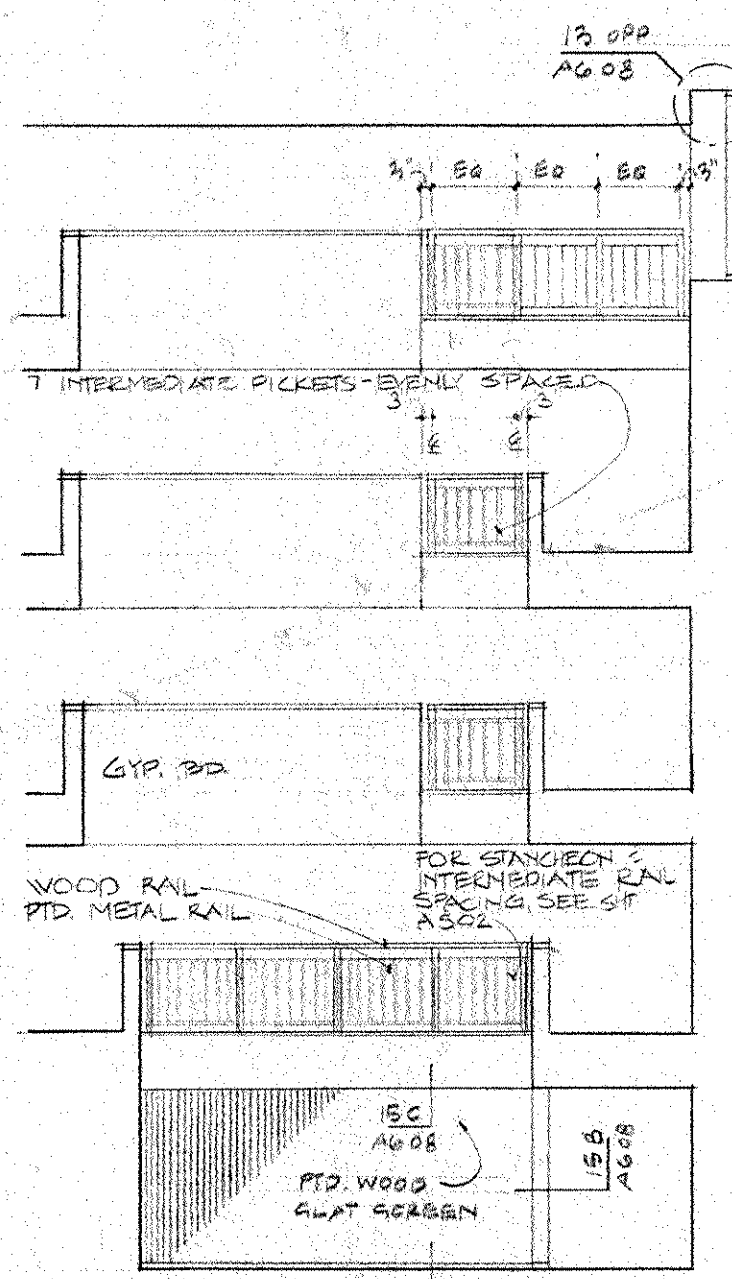 13 OPP
A608
3" EQ EQ EQ 3"
7 INTERMEDIATE PICKETS-EVENLY SPACED
3 3
GYP. BD.
WOOD RAIL
PTD. METAL RAIL
FOR STANCHEON &
INTERMEDIATE RAIL
SPACING, SEE SHT
A502
15C
A608
15B
A608
PTD. WOOD
SLAT SCREEN